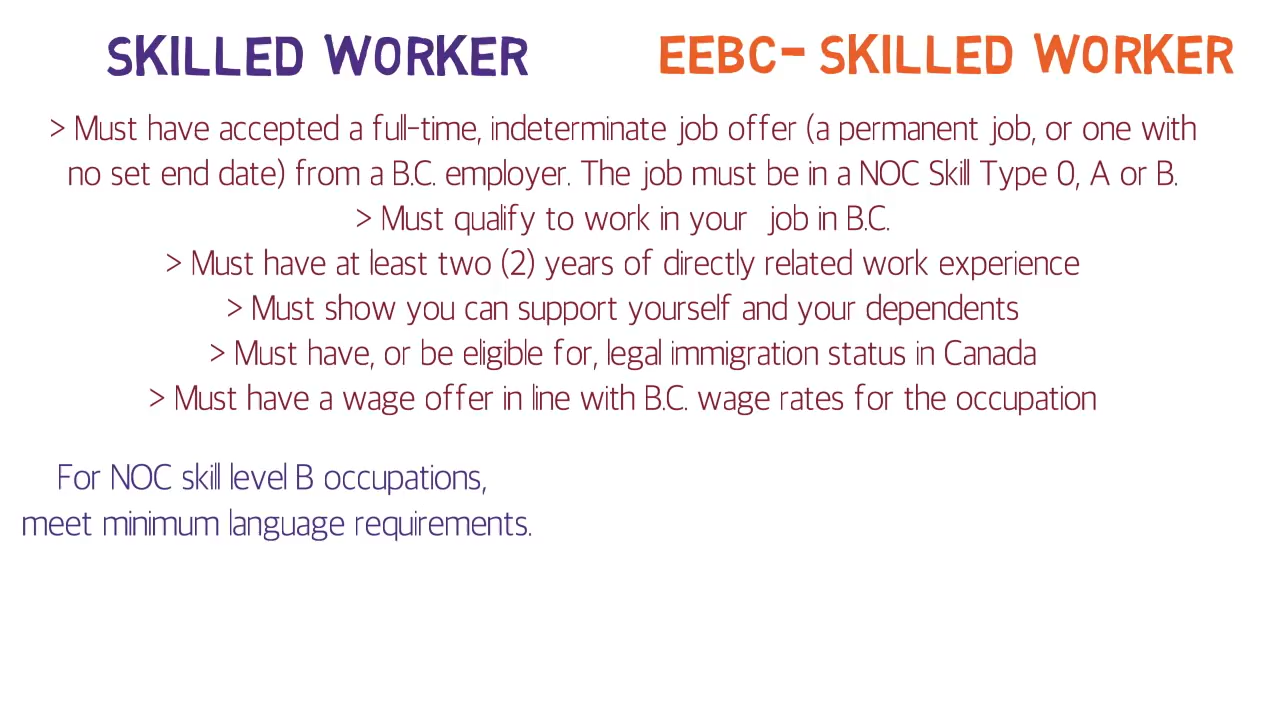 SKILLED WORKER
EEBC- SKILLED WORKER
> Must have accepted a full-time, indeterminate job offer (a permanent job, or one with
no set end date) from a B.C. employer. The job must be in a NOC Skill Type 0, A or B.
> Must qualify to work in your job in B.C.
> Must have at least two (2) years of directly related work experience
> Must show you can support yourself and your dependents
> Must have, or be eligible for, legal immigration status in Canada
> Must have a wage offer in line with B.C. wage rates for the occupation
For NOC skill level B occupations,
meet minimum language requirements.